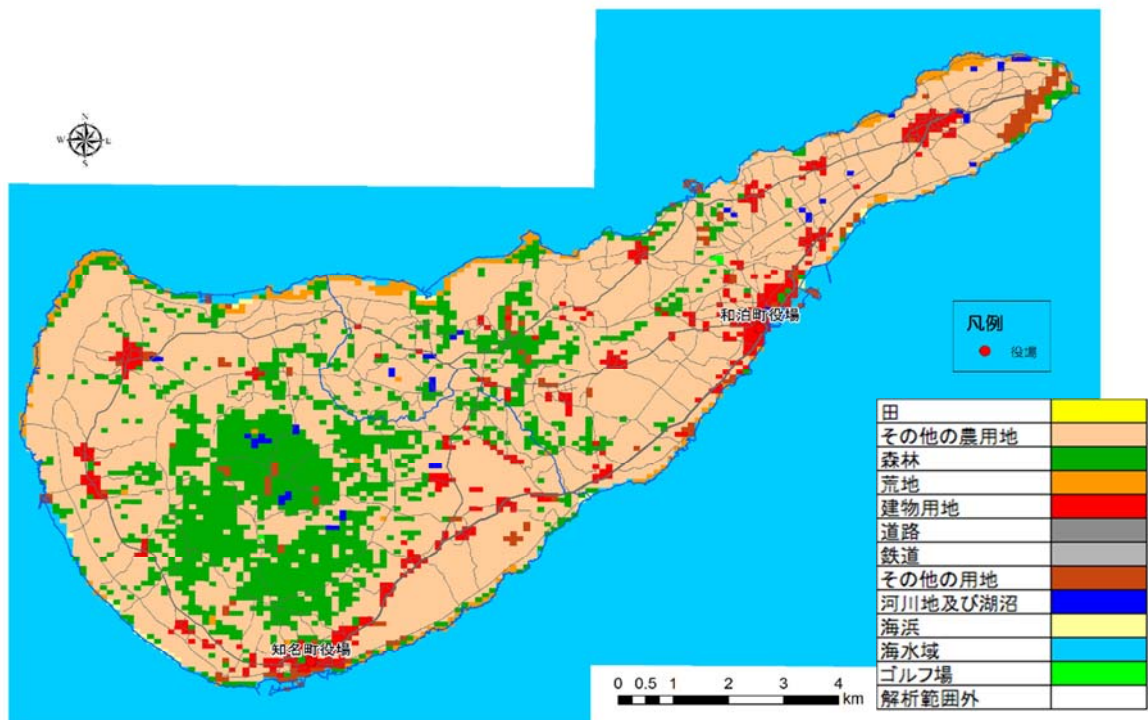 N
W E
S
和泊町役場
凡例
役場
田
その他の農用地
森林
荒地
建物用地
道路
鉄道
その他の用地
河川地及び湖沼
海浜
海水域
ゴルフ場
解析範囲外
知名町役場
0 0.5 1 2 3 4
km